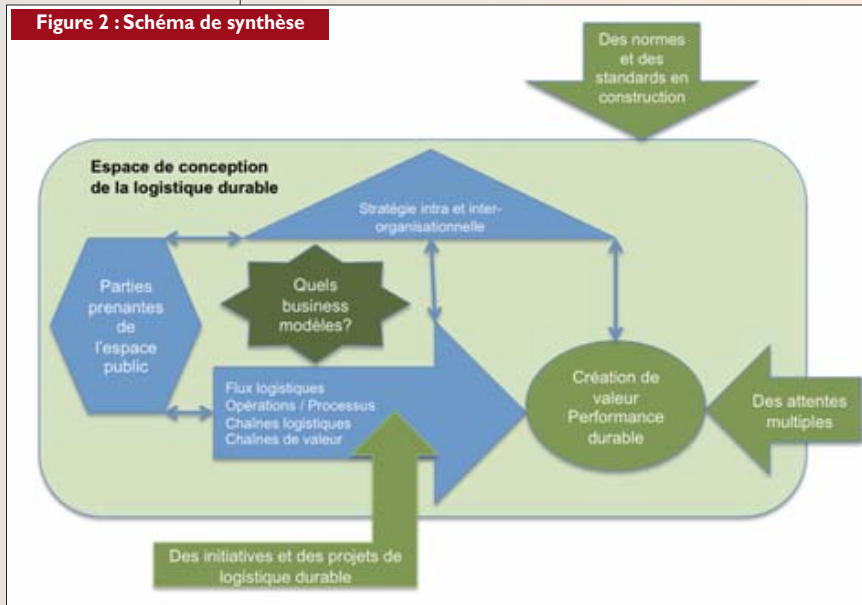 Figure 2 : Schéma de synthèse
Des normes
et des
standards en
construction
Espace de conception
de la logistique durable
Stratégie intra et inter-
organisationnelle
Parties
prenantes
de
l'espace
public
Quels
business
modèles?
Flux logistiques
Opérations / Processus
Chaînes logistiques
Chaînes de valeur
Création de
valeur
Performance
durable
Des attentes
multiples
Des initiatives et des projets de
logistique durable